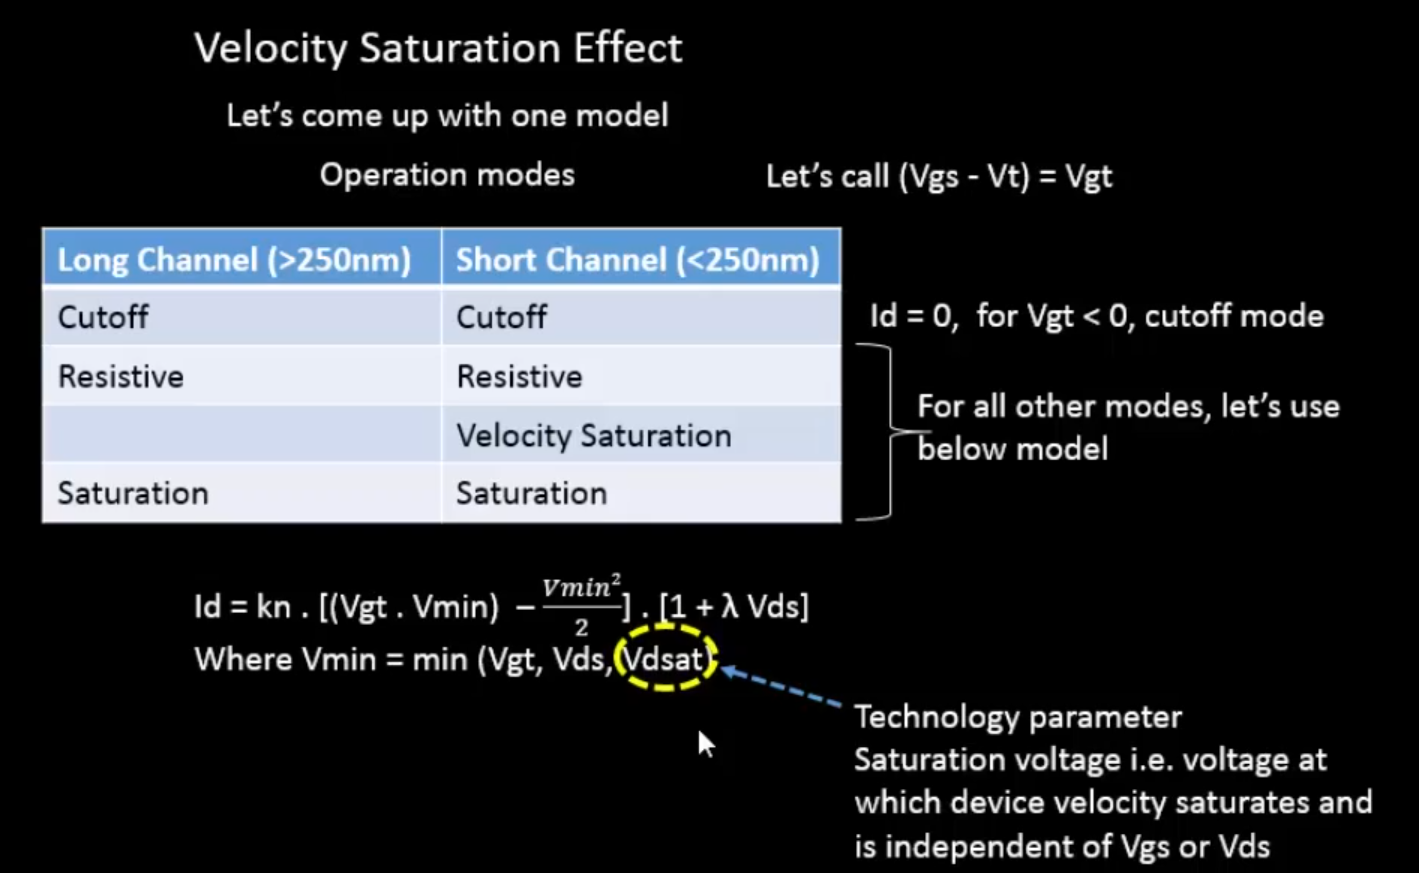 Velocity Saturation Effect
Let's come up with one model
Operation modes
Let's call (Vgs - Vt) = Vgt
Long Channel (>250nm) Short Channel (<250nm)
Cutoff Cutoff
Id = 0, for Vgt < 0, cutoff mode
Resistive Resistive
Velocity Saturation
Saturation Saturation
For all other modes, let's use
below model
Id = kn . [(Vgt . Vmin) − Vmin²/2] . [1 + λ Vds]
Where Vmin = min (Vgt, Vds, Vdsat)
Technology parameter
Saturation voltage i.e. voltage at
which device velocity saturates and
is independent of Vgs or Vds